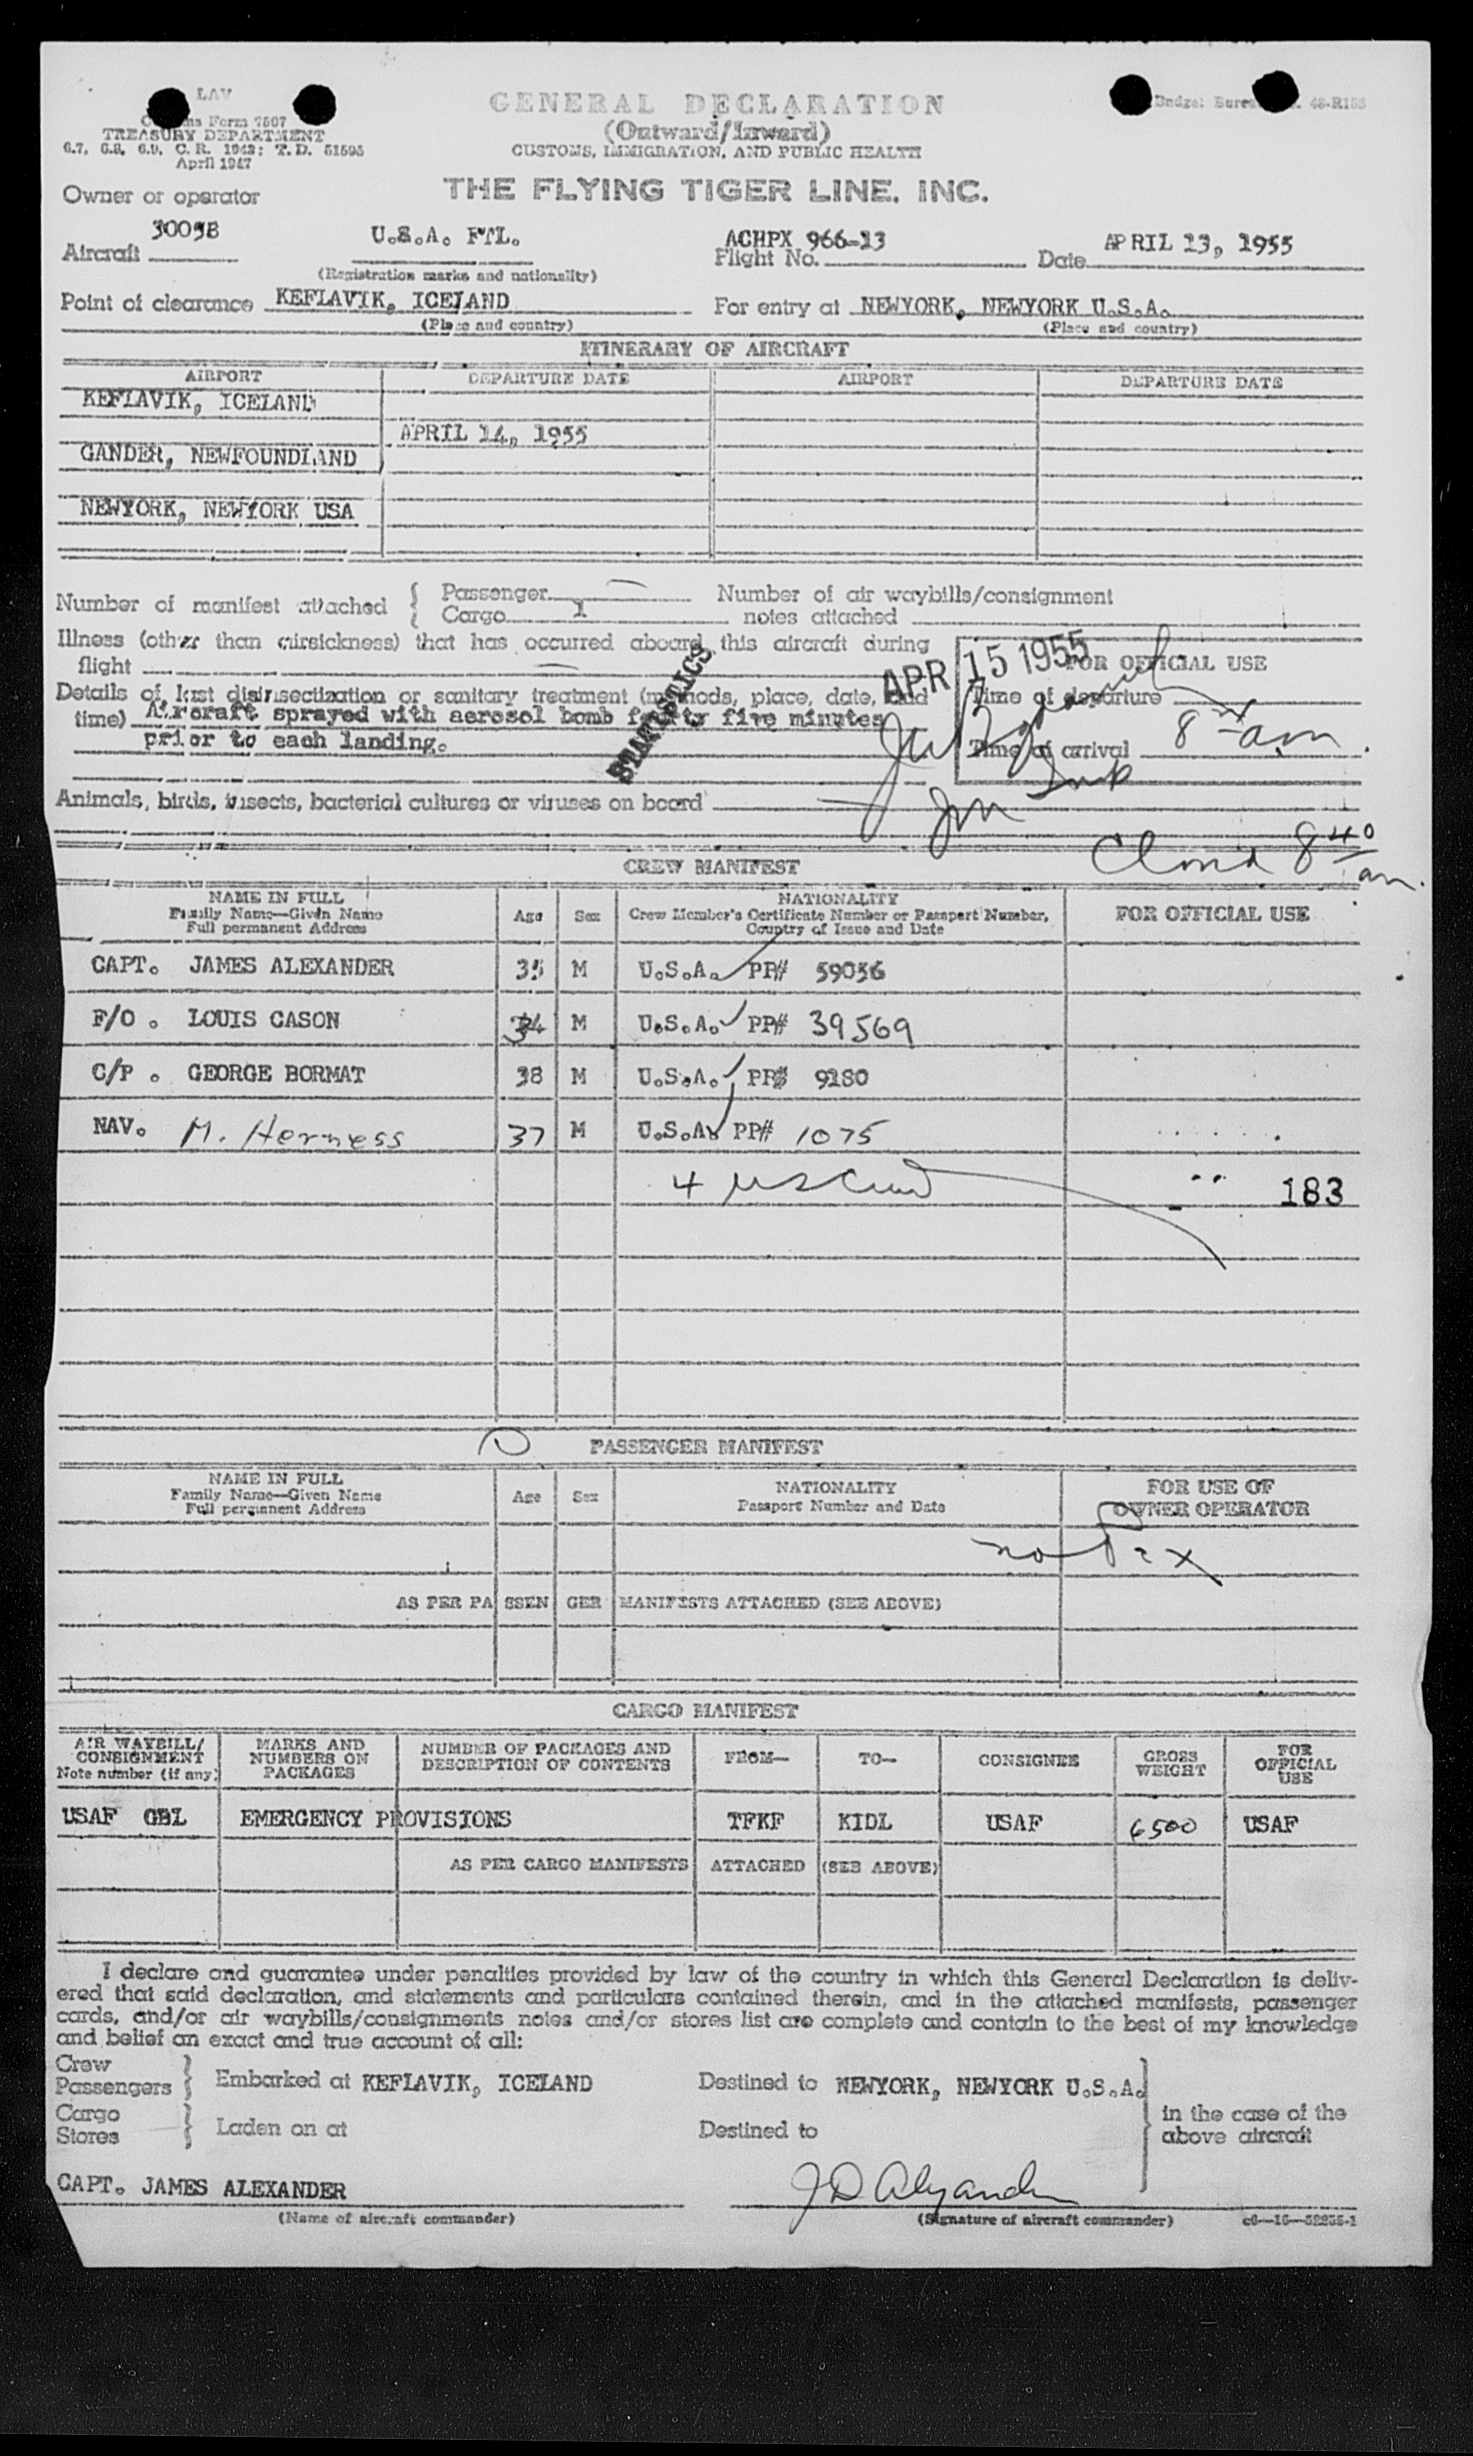 LAV
GENERAL DECLARATION
Form 7507
(Outward/Inward)
TREASURY DEPARTMENT
6.7, 6.8, 6.9, C.R. 1943; T.D. 51595
CUSTOMS, IMMIGRATION, AND PUBLIC HEALTH
April 1947
Owner or operator THE FLYING TIGER LINE, INC.
Aircraft 3009B U.S.A. FTL. ACHPX 966-13 APRIL 13, 1955
Flight No. Date
(Registration marks and nationality)
Point of clearance KEFLAVIK, ICELAND For entry at NEWYORK, NEWYORK U.S.A.
(Place and country) (Place and country)
ITINERARY OF AIRCRAFT
AIRPORT DEPARTURE DATE AIRPORT DEPARTURE DATE
KEFLAVIK, ICELAND
APRIL 14, 1955
GANDER, NEWFOUNDLAND
NEWYORK, NEWYORK USA
Number of manifest attached { Passenger — Number of air waybills/consignment
Cargo 1 notes attached
Illness (other than airsickness) that has occurred aboard this aircraft during
flight —
APR 15 1955
FOR OFFICIAL USE
STATISTICS
Details of last disinsectization or sanitary treatment (methods, place, date, and
time) Aircraft sprayed with aerosol bomb fourty five minutes
prior to each landing.
Time of departure
Time of arrival 8 am
Animals, birds, insects, bacterial cultures or viruses on board
8 40 am
CREW MANIFEST
NAME IN FULL
Family Name—Given Name
Full permanent Address
Age Sex
NATIONALITY
Crew Member's Certificate Number or Passport Number,
Country of Issue and Date
FOR OFFICIAL USE
CAPT. JAMES ALEXANDER 35 M U.S.A. PP# 59056
F/O . LOUIS CASON 34 M U.S.A. PP# 39569
C/P . GEORGE BORMAT 38 M U.S.A. PP# 9280
NAV. M. Herness 37 M U.S.A. PP# 1075
4 US
183
PASSENGER MANIFEST
NAME IN FULL
Family Name—Given Name
Full permanent Address
Age Sex
NATIONALITY
Passport Number and Date
FOR USE OF
OWNER OPERATOR
no Pax
AS PER PASSENGER MANIFESTS ATTACHED (SEE ABOVE)
CARGO MANIFEST
AIR WAYBILL/
CONSIGNMENT
Note number (if any)
MARKS AND
NUMBERS ON
PACKAGES
NUMBER OF PACKAGES AND
DESCRIPTION OF CONTENTS
FROM— TO— CONSIGNEE
GROSS
WEIGHT
FOR
OFFICIAL
USE
USAF GBL EMERGENCY PROVISIONS TFKF KIDL USAF 6500 USAF
AS PER CARGO MANIFESTS ATTACHED (SEE ABOVE)
I declare and guarantee under penalties provided by law of the country in which this General Declaration is deliv-
ered that said declaration, and statements and particulars contained therein, and in the attached manifests, passenger
cards, and/or air waybills/consignments notes and/or stores list are complete and contain to the best of my knowledge
and belief an exact and true account of all:
Crew
Passengers } Embarked at KEFLAVIK, ICELAND Destined to NEWYORK, NEWYORK U.S.A.
Cargo
Stores } Laden on at Destined to
in the case of the
above aircraft
CAPT. JAMES ALEXANDER J D Alexander
(Name of aircraft commander) (Signature of aircraft commander)